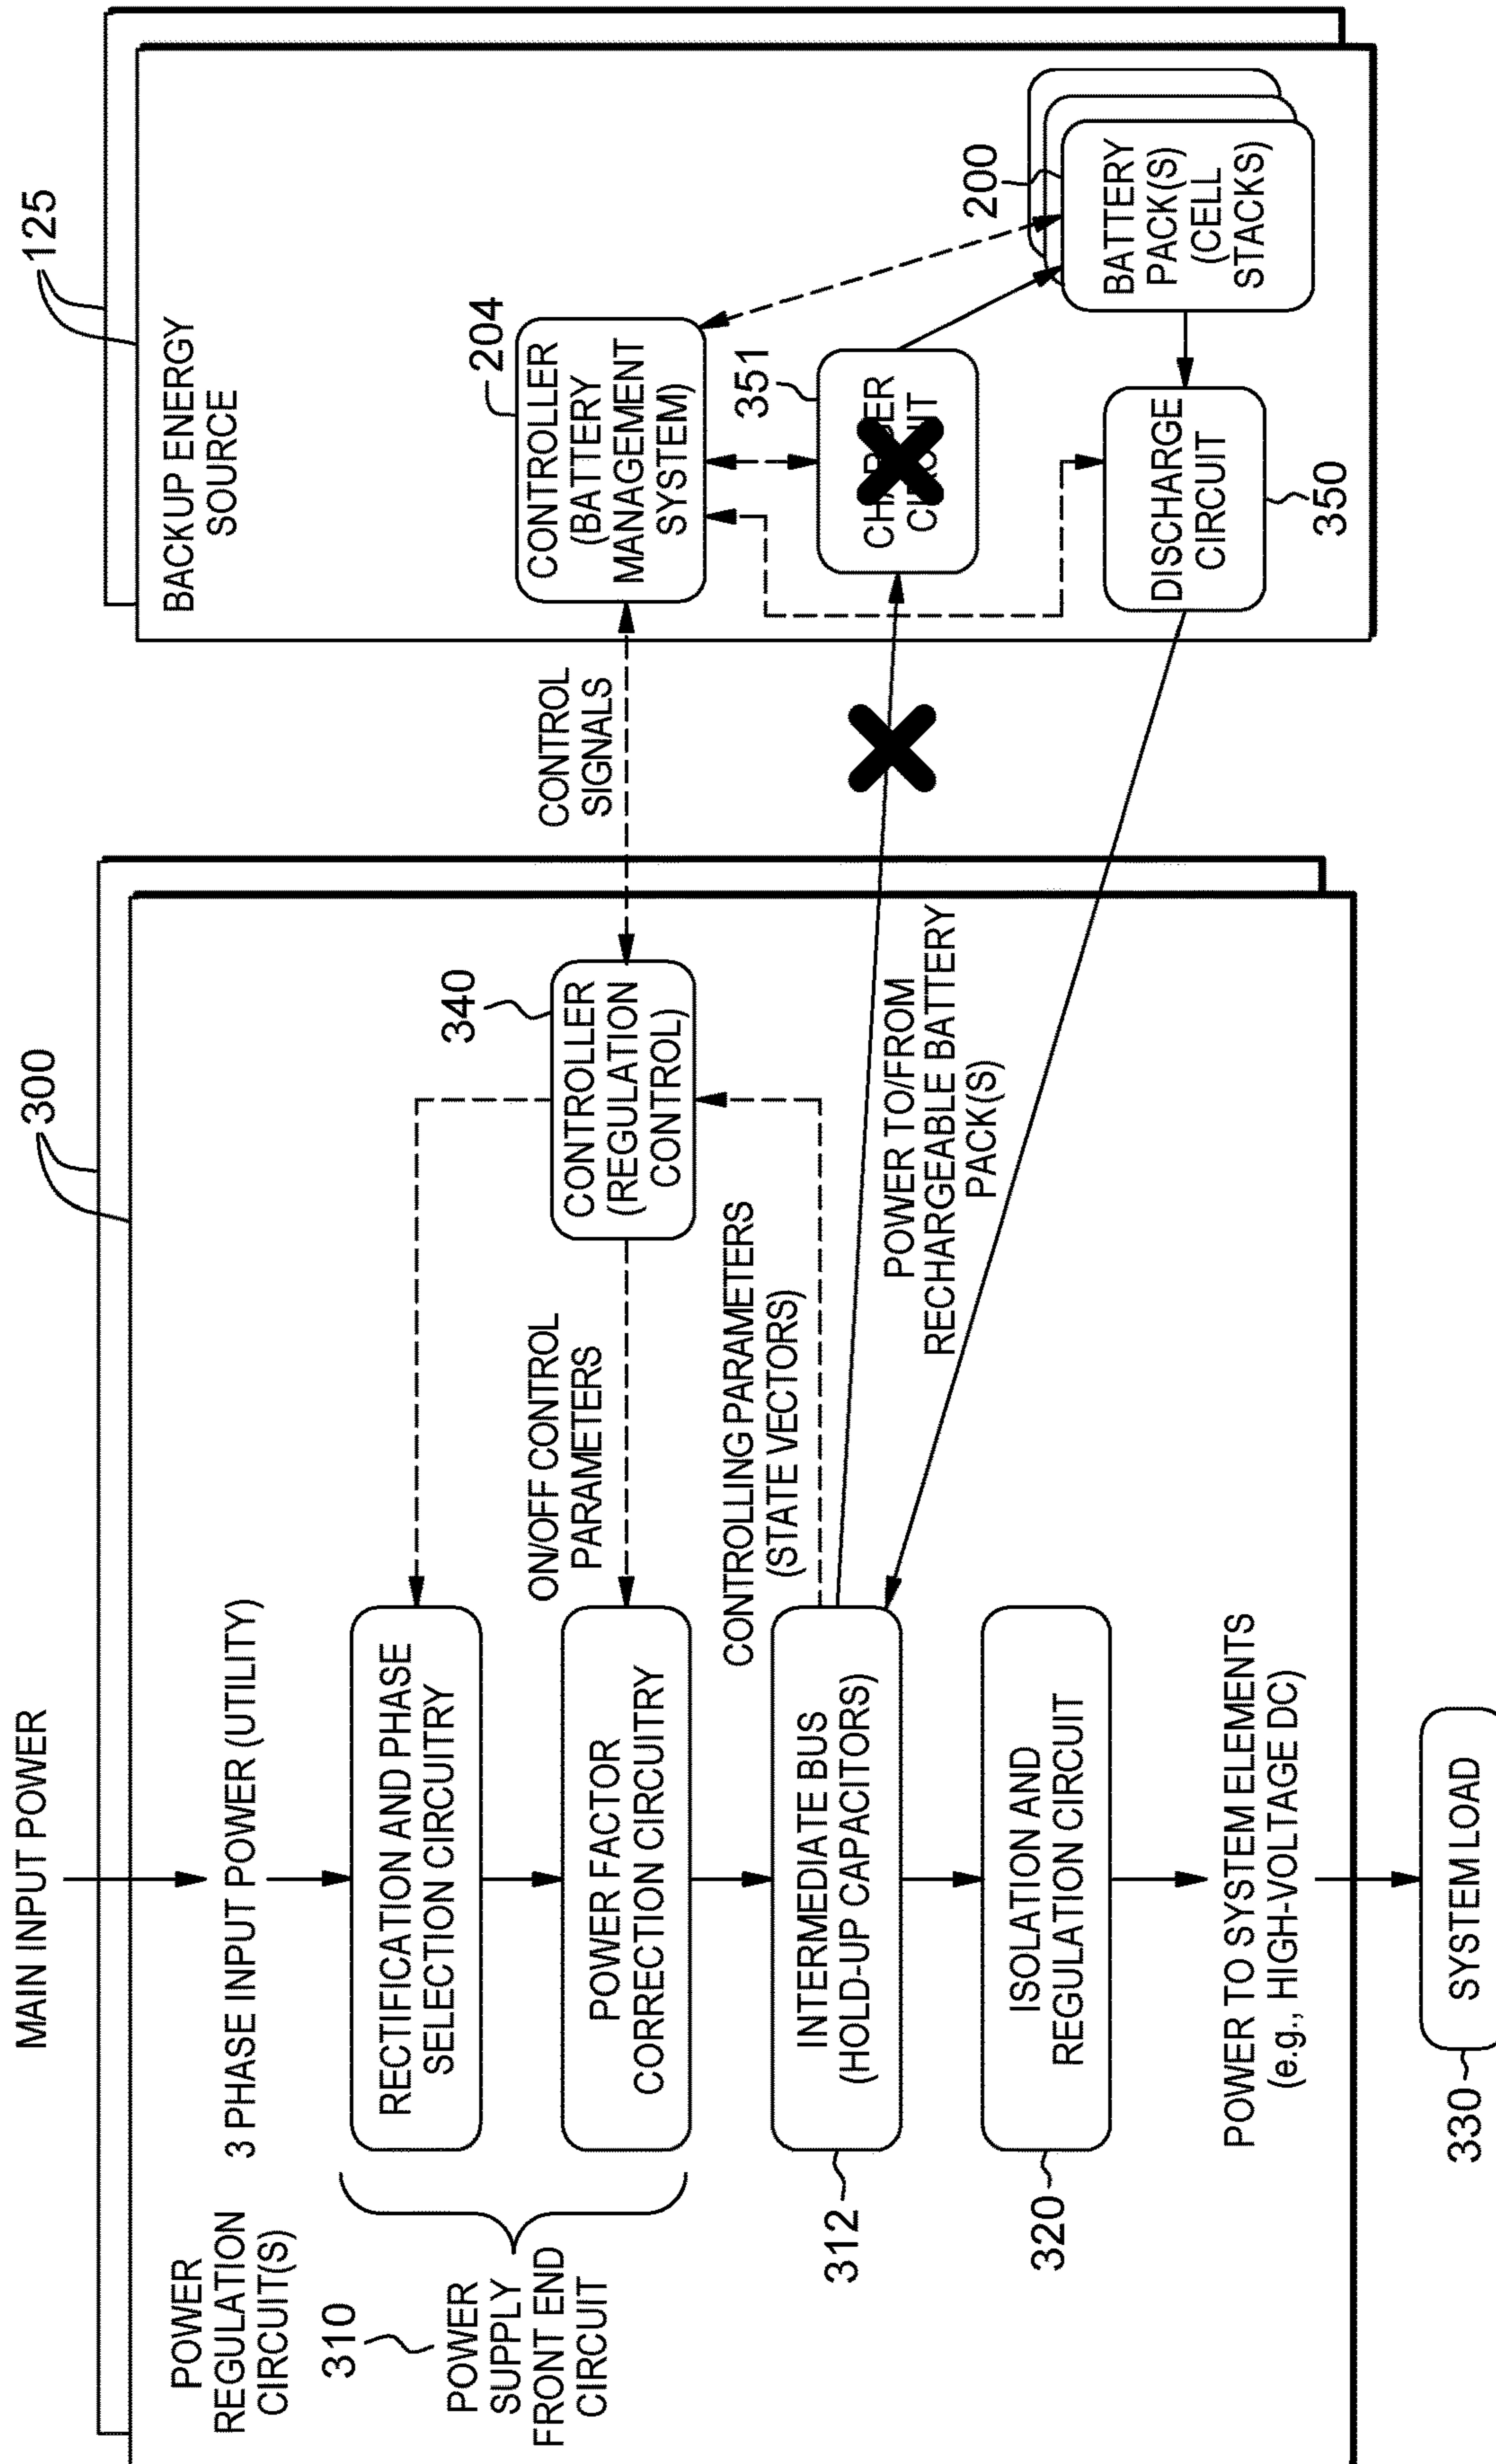 MAIN INPUT POWER
300
POWER
REGULATION
CIRCUIT(S)
3 PHASE INPUT POWER (UTILITY)
310
POWER
SUPPLY
FRONT END
CIRCUIT
RECTIFICATION AND PHASE
SELECTION CIRCUITRY
ON/OFF CONTROL
PARAMETERS
POWER FACTOR
CORRECTION CIRCUITRY
340
CONTROLLER
(REGULATION
CONTROL)
CONTROLLING PARAMETERS
(STATE VECTORS)
312
INTERMEDIATE BUS
(HOLD-UP CAPACITORS)
POWER TO/FROM
RECHARGEABLE BATTERY
PACK(S)
320
ISOLATION AND
REGULATION CIRCUIT
POWER TO SYSTEM ELEMENTS
(e.g., HIGH-VOLTAGE DC)
330
SYSTEM LOAD
CONTROL
SIGNALS
125
BACKUP ENERGY
SOURCE
204
CONTROLLER
(BATTERY
MANAGEMENT
SYSTEM)
351
200
BATTERY
PACK(S)
(CELL
STACKS)
DISCHARGE
CIRCUIT
350